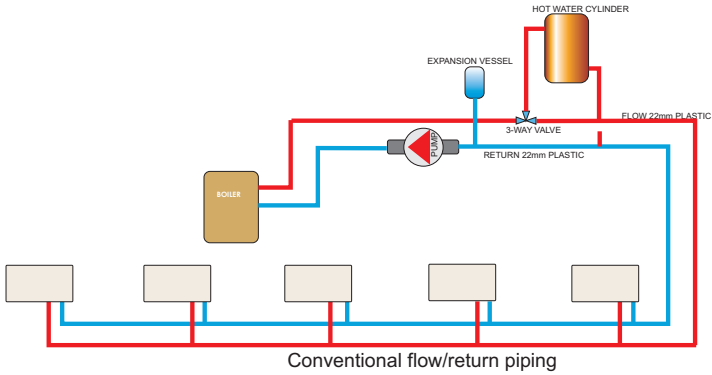 HOT WATER CYLINDER
EXPANSION VESSEL
FLOW 22mm PLASTIC
3-WAY VALVE
PUMP
RETURN 22mm PLASTIC
BOILER
Conventional flow/return piping